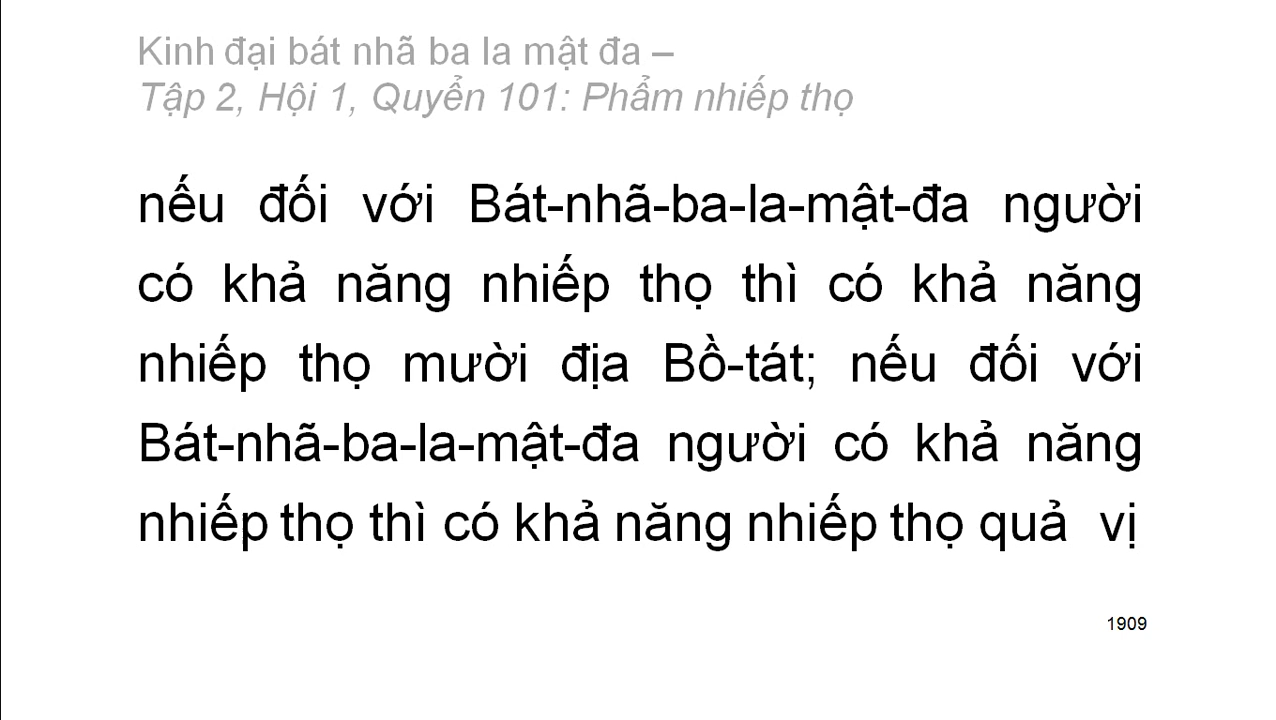 Kinh đại bát nhã ba la mật đa –
Tập 2, Hội 1, Quyển 101: Phẩm nhiếp thọ
nếu đối với Bát-nhã-ba-la-mật-đa người
có khả năng nhiếp thọ thì có khả năng
nhiếp thọ mười địa Bồ-tát; nếu đối với
Bát-nhã-ba-la-mật-đa người có khả năng
nhiếp thọ thì có khả năng nhiếp thọ quả vị
1909